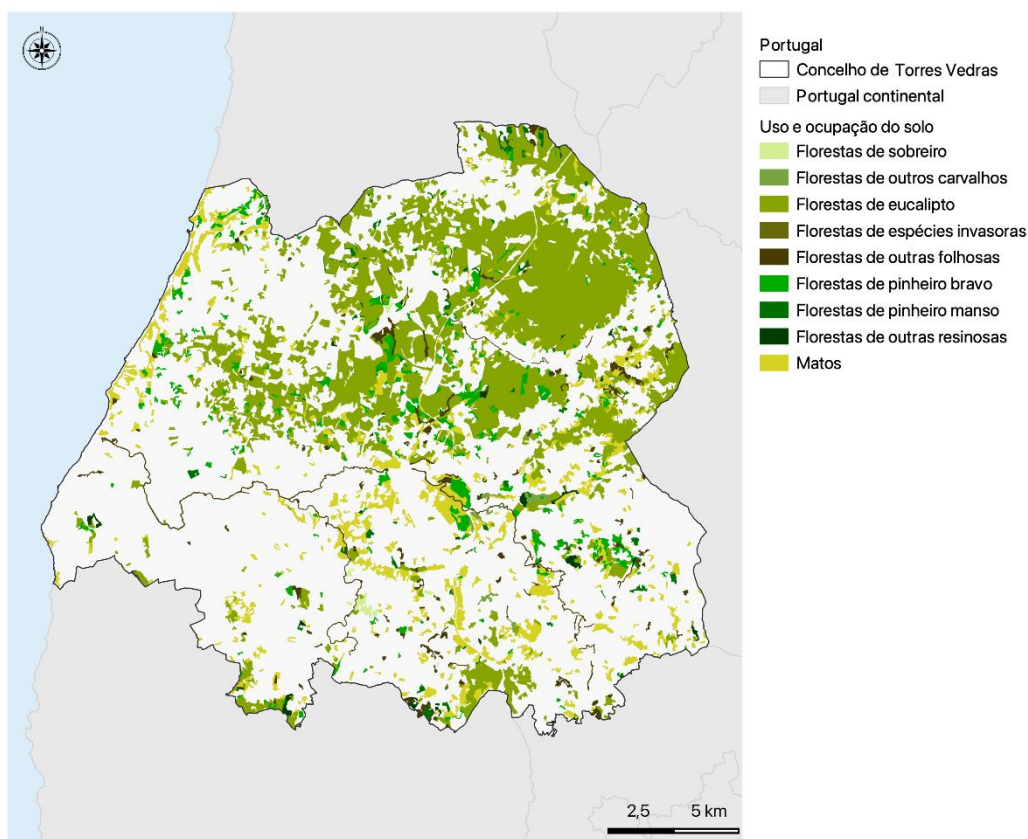 N
Portugal
Concelho de Torres Vedras
Portugal continental
Uso e ocupação do solo
Florestas de sobreiro
Florestas de outros carvalhos
Florestas de eucalipto
Florestas de espécies invasoras
Florestas de outras folhosas
Florestas de pinheiro bravo
Florestas de pinheiro manso
Florestas de outras resinosas
Matos
2,5 5 km